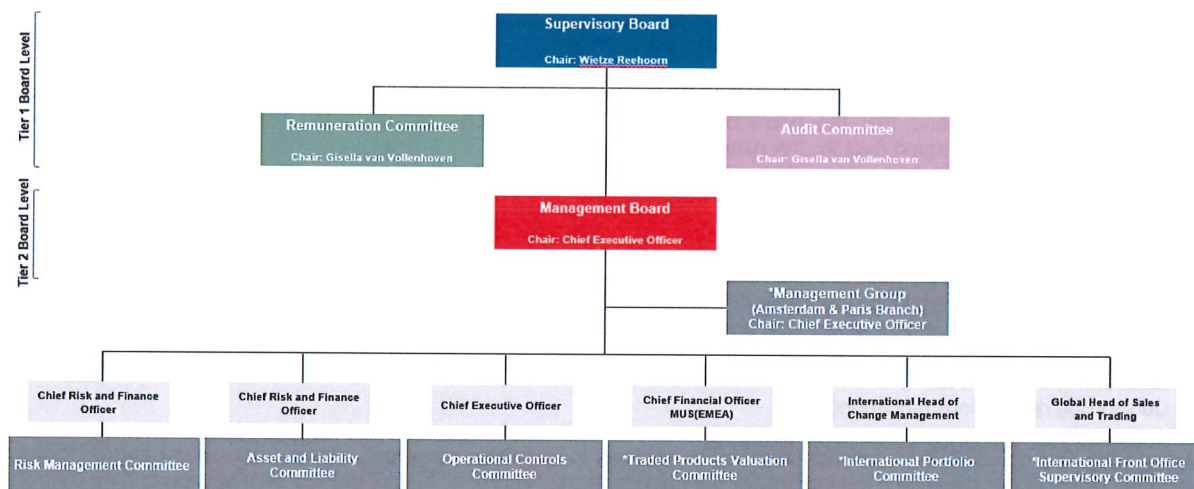 Tier 1 Board Level
Supervisory Board
Chair: Wietze Reehoorn
Remuneration Committee
Chair: Gisella van Vollenhoven
Audit Committee
Chair: Gisella van Vollenhoven
Tier 2 Board Level
Management Board
Chair: Chief Executive Officer
*Management Group
(Amsterdam & Paris Branch)
Chair: Chief Executive Officer
Chief Risk and Finance
Officer
Chief Risk and Finance
Officer
Chief Executive Officer
Chief Financial Officer
MUS(EMEA)
International Head of
Change Management
Global Head of Sales
and Trading
Risk Management Committee
Asset and Liability
Committee
Operational Controls
Committee
*Traded Products Valuation
Committee
*International Portfolio
Committee
*International Front Office
Supervisory Committee